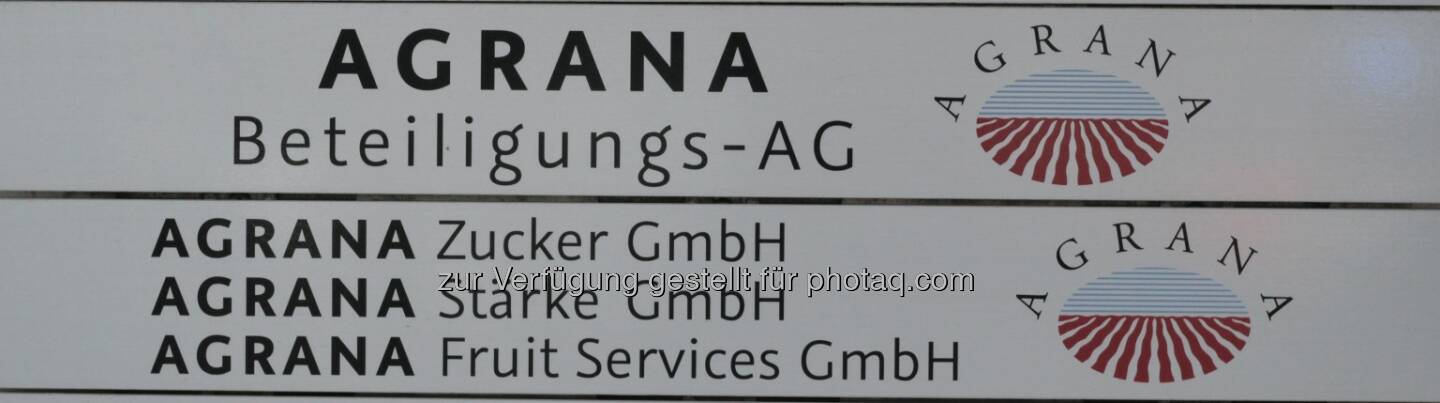 AGRANA
Beteiligungs-AG
AGRANA
AGRANA Zucker GmbH
zur Verfügung gestellt für photaq.com
AGRANA Stärke GmbH
AGRANA Fruit Services GmbH
AGRANA